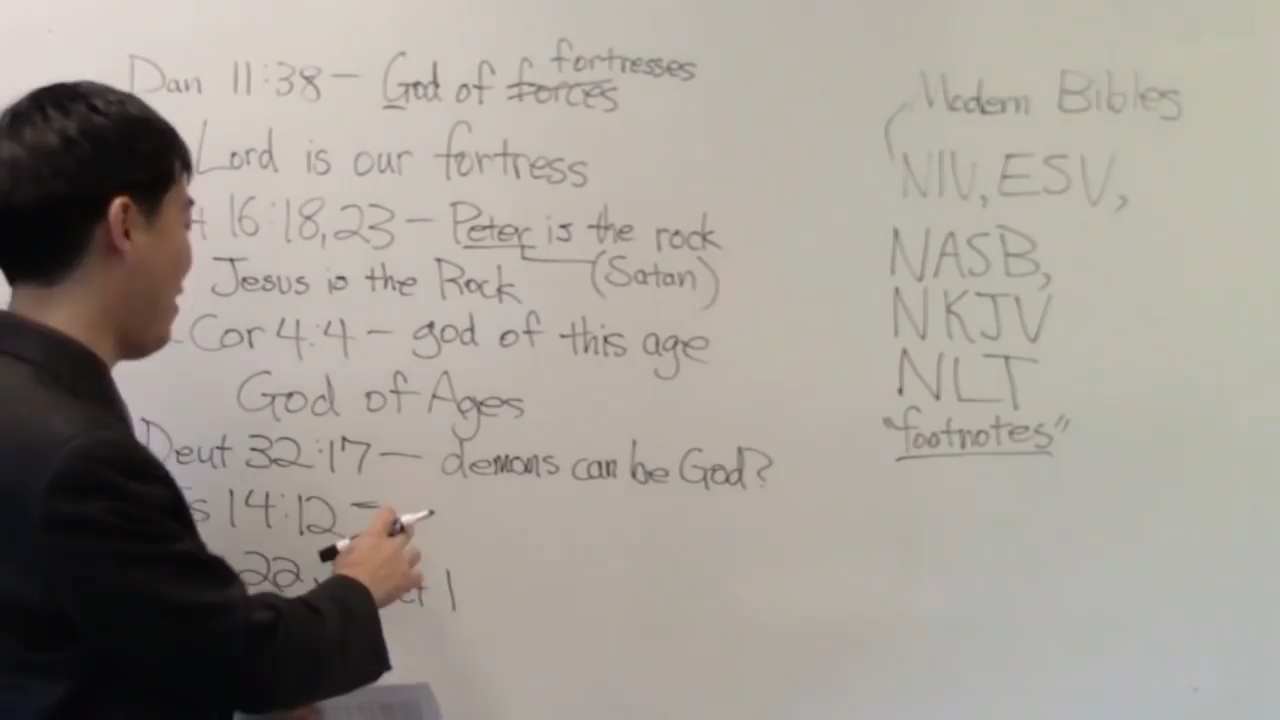 Dan 11:38 - God of forces fortresses
Lord is our fortress
16:18,23 - Peter is the rock
Jesus is the Rock (Satan)
Cor 4:4 - god of this age
God of Ages
Deut 32:17 - demons can be God?
14:12 -
22
1
Modern Bibles
NIV, ESV,
NASB,
NKJV
NLT
"footnotes"